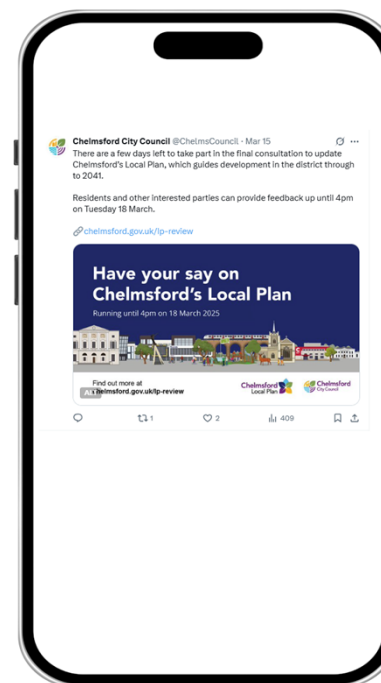 Chelmsford City Council @ChelmsCouncil · Mar 15
There are a few days left to take part in the final consultation to update
Chelmsford's Local Plan, which guides development in the district through
to 2041.
Residents and other interested parties can provide feedback up until 4pm
on Tuesday 18 March.
chelmsford.gov.uk/lp-review
Have your say on
Chelmsford's Local Plan
Running until 4pm on 18 March 2025
Find out more at
chelmsford.gov.uk/lp-review
ALT
Chelmsford
Local Plan
Chelmsford
City Council
1
2
409